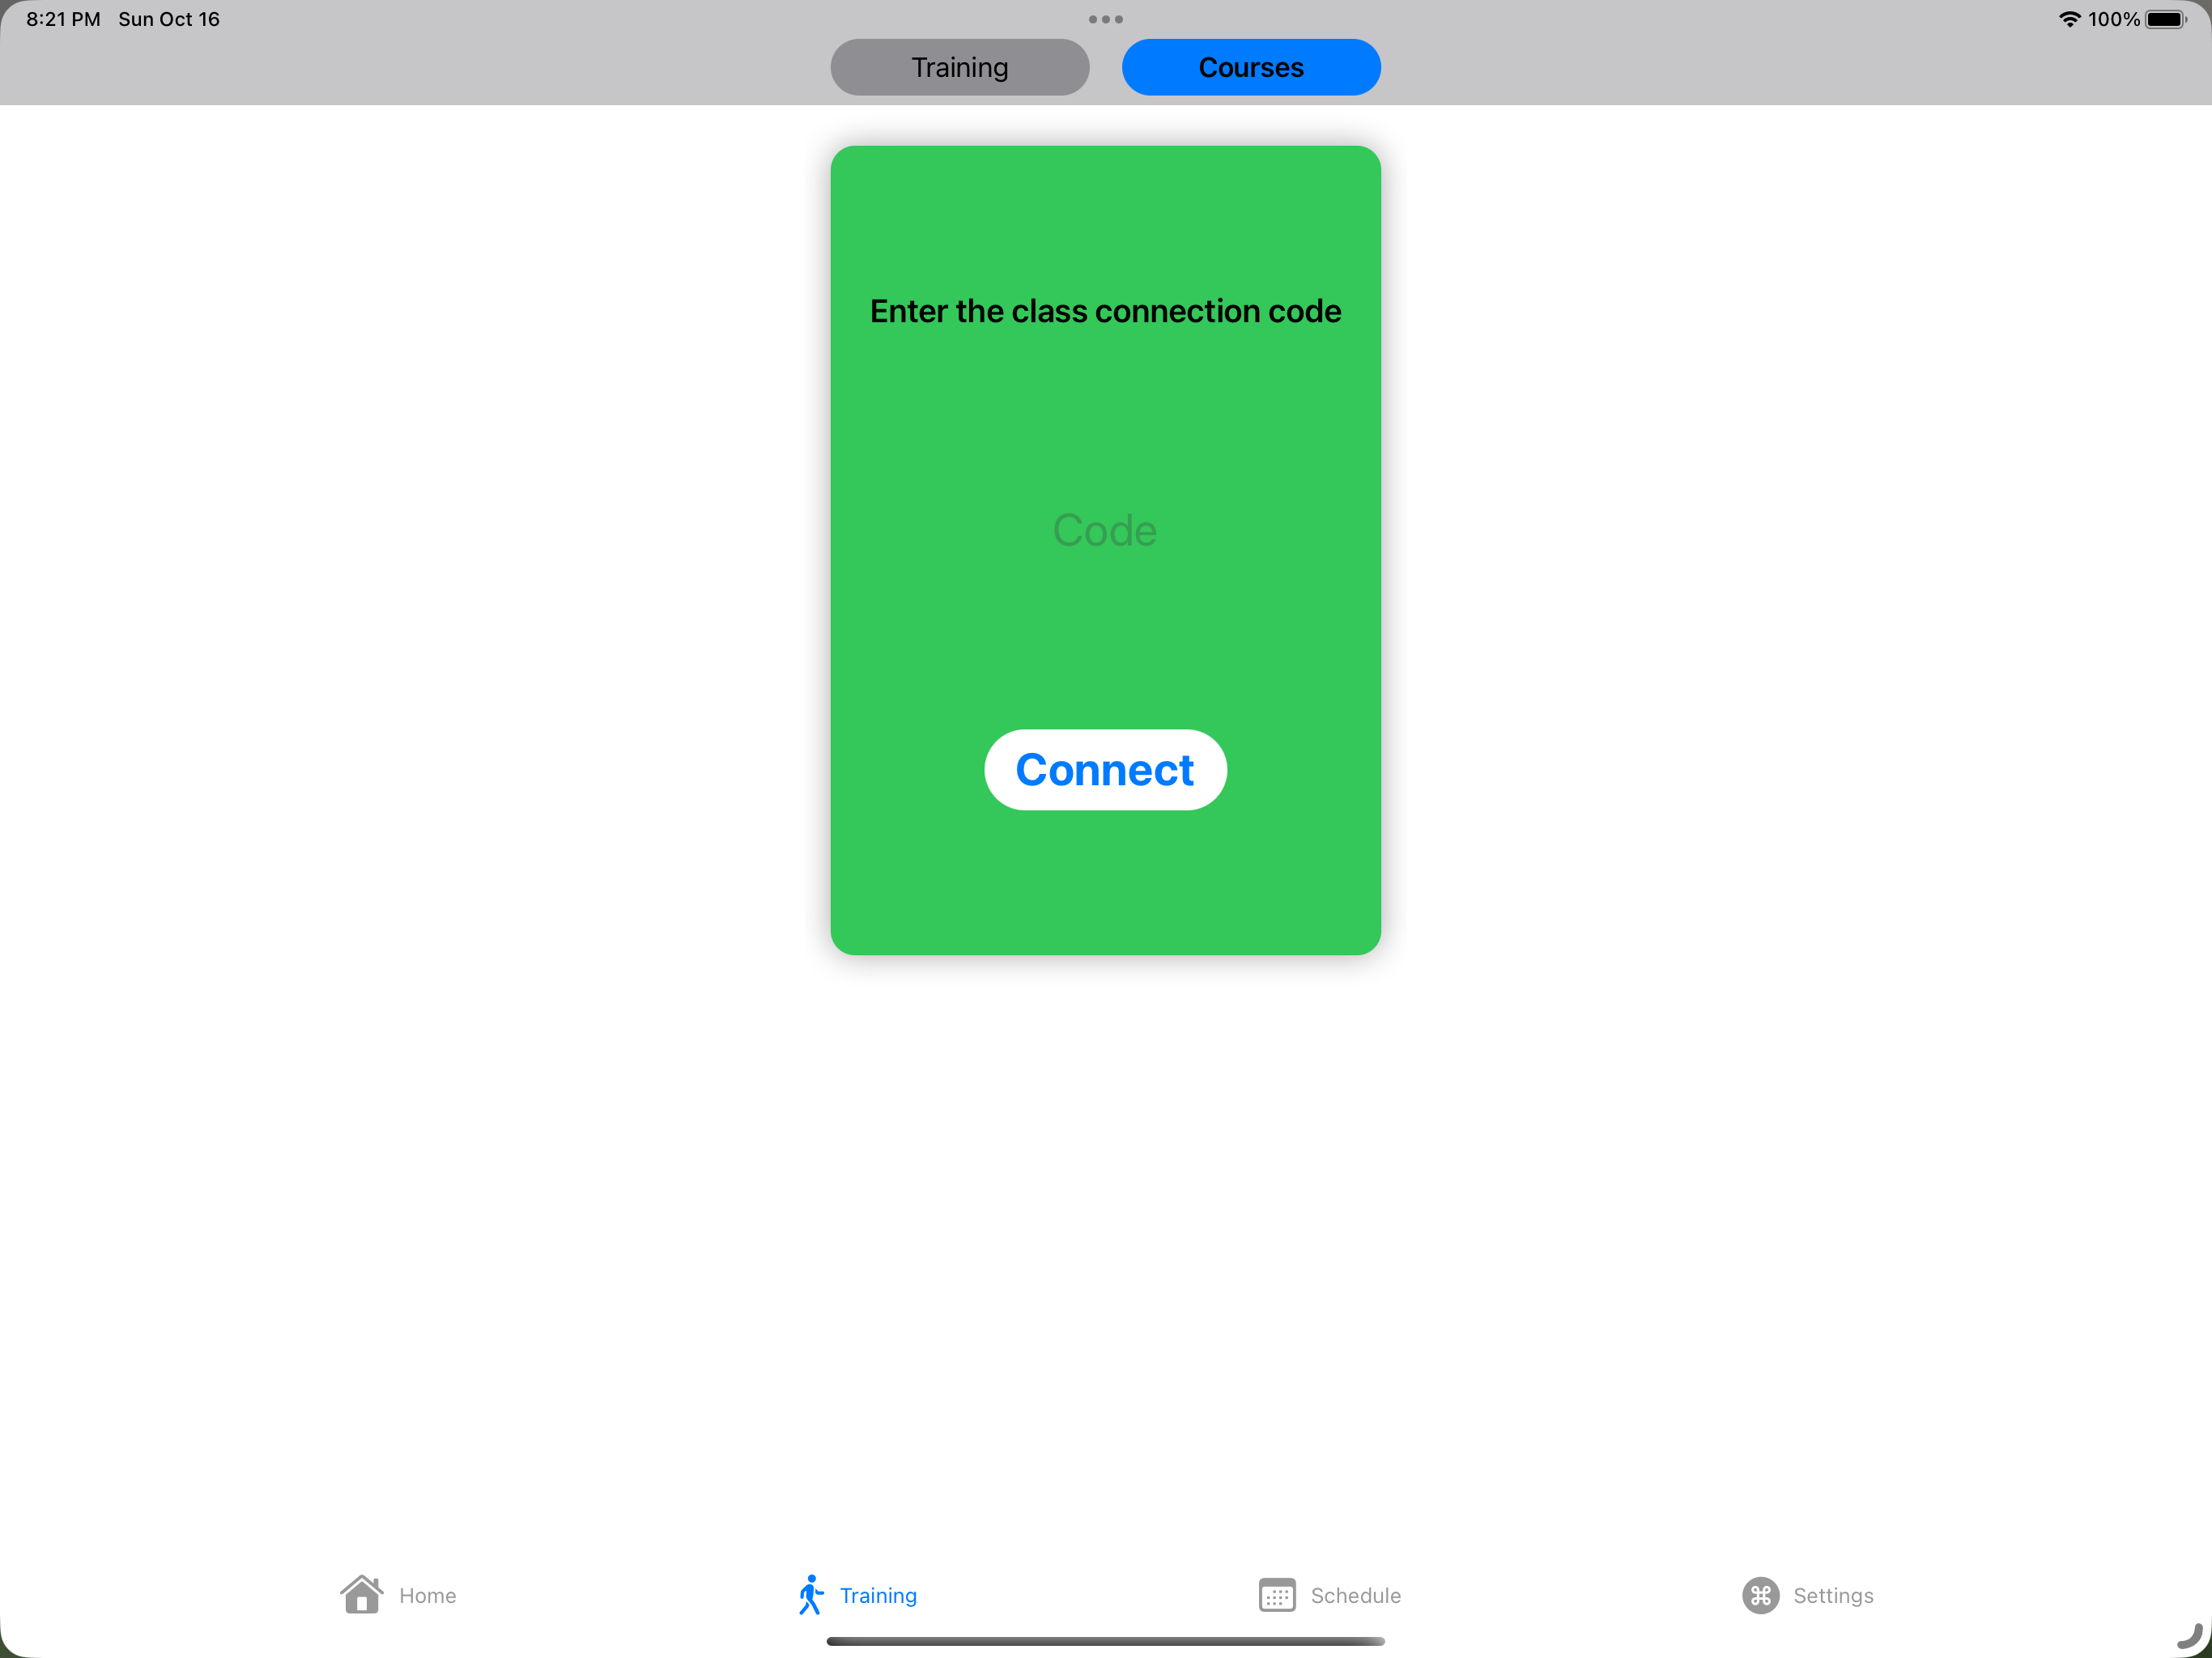 8:21 PM Sun Oct 16
100%
Training Courses
Enter the class connection code
Code
Connect
Home Training Schedule Settings